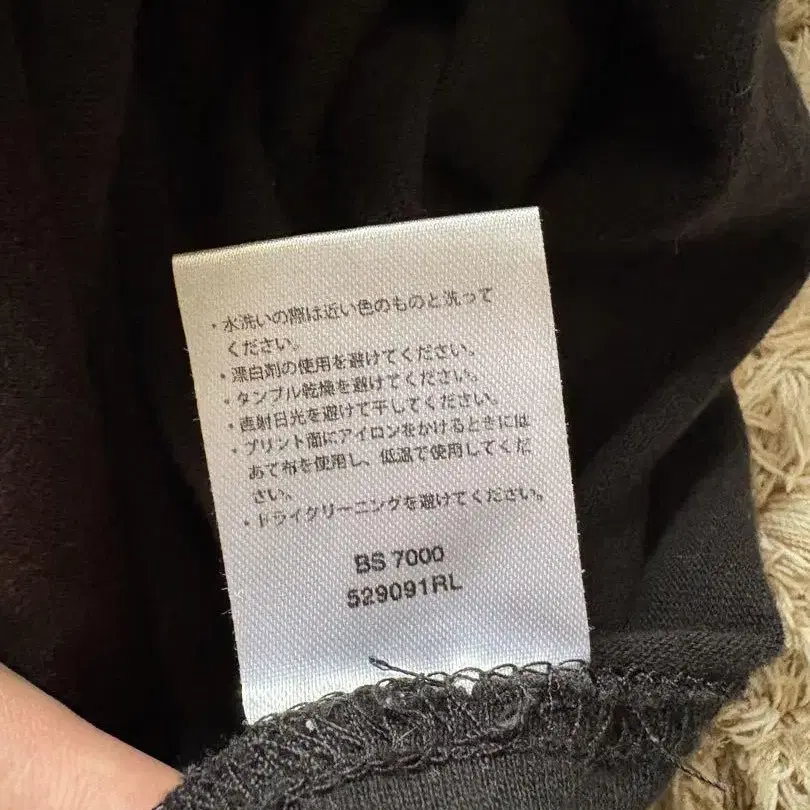 ・水洗いの際は近い色のものと洗って
ください。
・漂白剤の使用を避けてください。
・タンブル乾燥を避けてください。
・直射日光を避けて干してください。
・プリント面にアイロンをかけるときには
あて布を使用し、低温で使用してくだ
さい。
・ドライクリーニングを避けてください。
BS 7000
529091RL